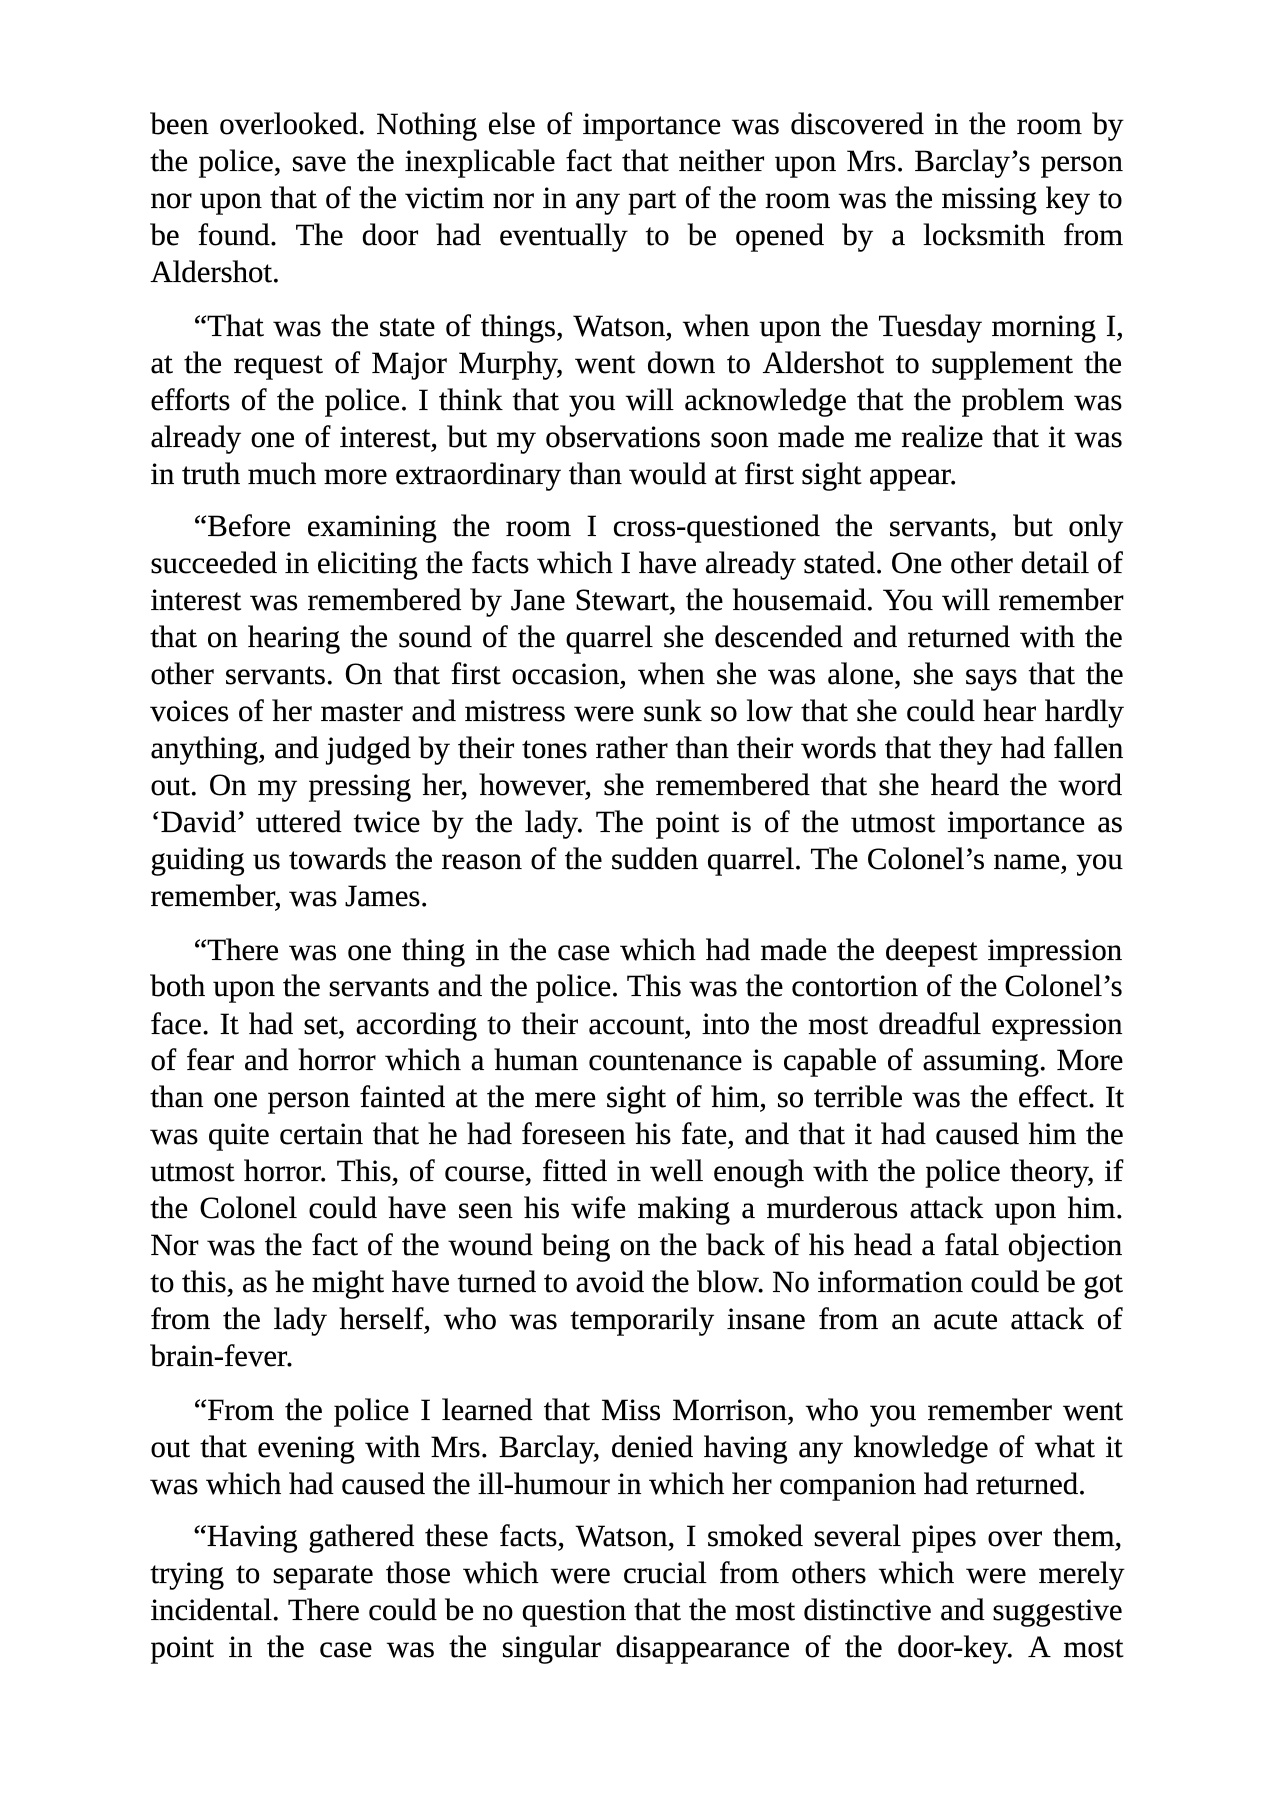 been overlooked. Nothing else of importance was discovered in the room by
the police, save the inexplicable fact that neither upon Mrs. Barclay’s person
nor upon that of the victim nor in any part of the room was the missing key to
be found. The door had eventually to be opened by a locksmith from
Aldershot.
“That was the state of things, Watson, when upon the Tuesday morning I,
at the request of Major Murphy, went down to Aldershot to supplement the
efforts of the police. I think that you will acknowledge that the problem was
already one of interest, but my observations soon made me realize that it was
in truth much more extraordinary than would at first sight appear.
“Before examining the room I cross-questioned the servants, but only
succeeded in eliciting the facts which I have already stated. One other detail of
interest was remembered by Jane Stewart, the housemaid. You will remember
that on hearing the sound of the quarrel she descended and returned with the
other servants. On that first occasion, when she was alone, she says that the
voices of her master and mistress were sunk so low that she could hear hardly
anything, and judged by their tones rather than their words that they had fallen
out. On my pressing her, however, she remembered that she heard the word
‘David’ uttered twice by the lady. The point is of the utmost importance as
guiding us towards the reason of the sudden quarrel. The Colonel’s name, you
remember, was James.
“There was one thing in the case which had made the deepest impression
both upon the servants and the police. This was the contortion of the Colonel’s
face. It had set, according to their account, into the most dreadful expression
of fear and horror which a human countenance is capable of assuming. More
than one person fainted at the mere sight of him, so terrible was the effect. It
was quite certain that he had foreseen his fate, and that it had caused him the
utmost horror. This, of course, fitted in well enough with the police theory, if
the Colonel could have seen his wife making a murderous attack upon him.
Nor was the fact of the wound being on the back of his head a fatal objection
to this, as he might have turned to avoid the blow. No information could be got
from the lady herself, who was temporarily insane from an acute attack of
brain-fever.
“From the police I learned that Miss Morrison, who you remember went
out that evening with Mrs. Barclay, denied having any knowledge of what it
was which had caused the ill-humour in which her companion had returned.
“Having gathered these facts, Watson, I smoked several pipes over them,
trying to separate those which were crucial from others which were merely
incidental. There could be no question that the most distinctive and suggestive
point in the case was the singular disappearance of the door-key. A most